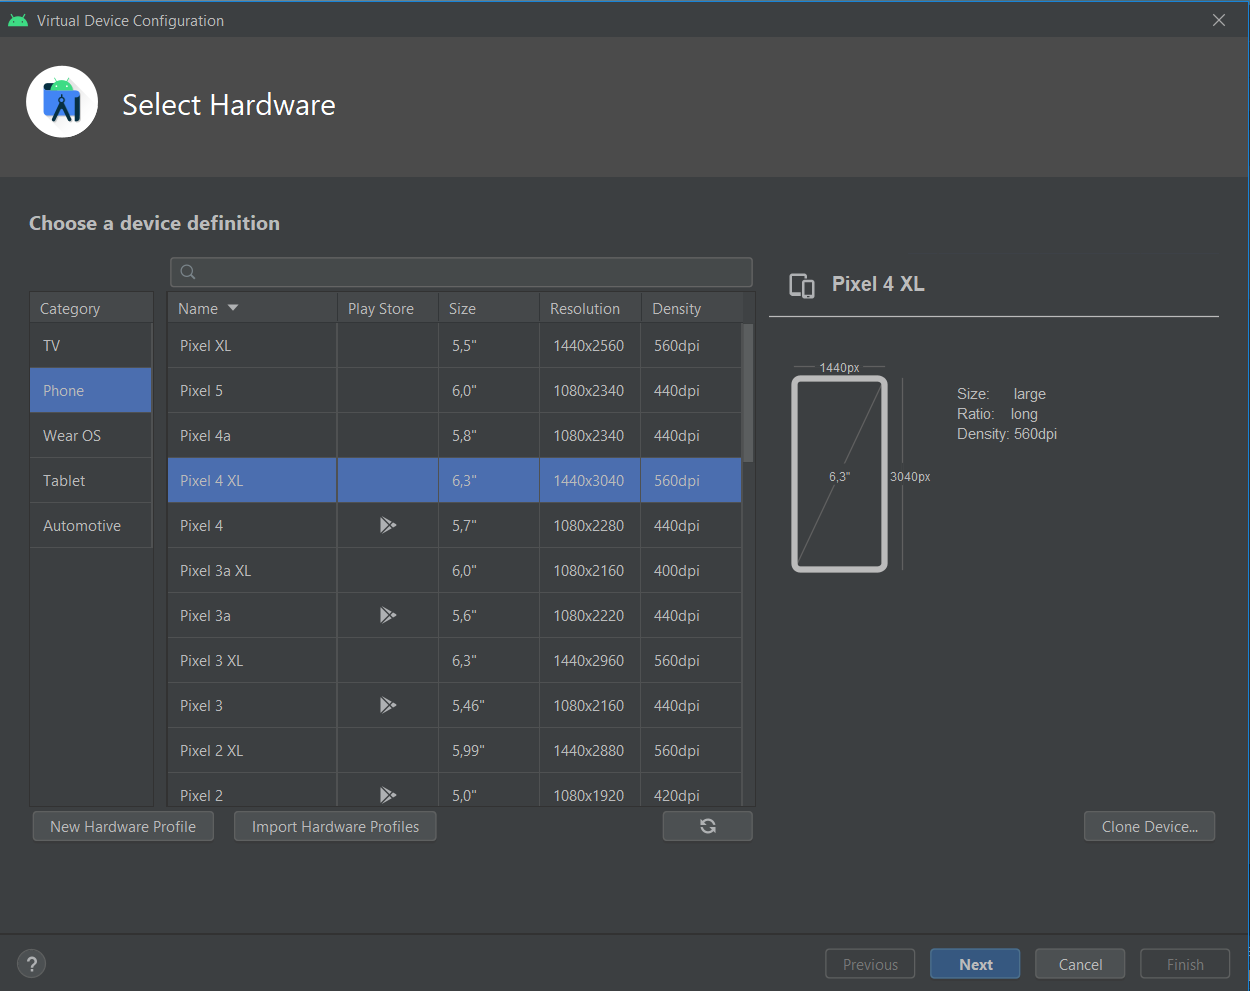 Virtual Device Configuration
Select Hardware
Choose a device definition
Category
TV
Phone
Wear OS
Tablet
Automotive
Name Play Store Size Resolution Density
Pixel XL 5,5" 1440x2560 560dpi
Pixel 5 6,0" 1080x2340 440dpi
Pixel 4a 5,8" 1080x2340 440dpi
Pixel 4 XL 6,3" 1440x3040 560dpi
Pixel 4 5,7" 1080x2280 440dpi
Pixel 3a XL 6,0" 1080x2160 400dpi
Pixel 3a 5,6" 1080x2220 440dpi
Pixel 3 XL 6,3" 1440x2960 560dpi
Pixel 3 5,46" 1080x2160 440dpi
Pixel 2 XL 5,99" 1440x2880 560dpi
Pixel 2 5,0" 1080x1920 420dpi
Pixel 4 XL
1440px
6,3"
3040px
Size: large
Ratio: long
Density: 560dpi
New Hardware Profile
Import Hardware Profiles
Clone Device...
?
Previous
Next
Cancel
Finish